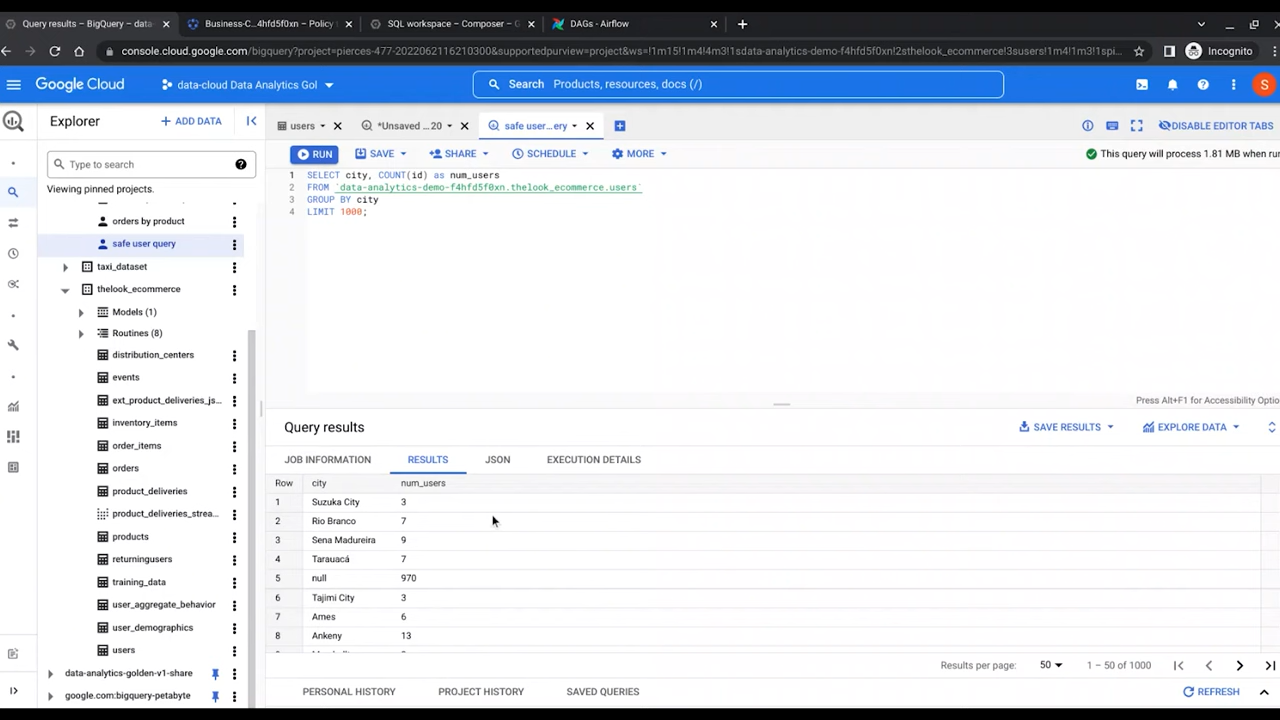 Query results – BigQuery – data
Business-C...4hfd5f0xn – Policy
SQL workspace – Composer – G
DAGs - Airflow
console.cloud.google.com/bigquery?project=pierces-477-2022062116210300&supportedpurview=project&ws=!1m15!1m4!4m3!1sdata-analytics-demo-f4hfd5f0xn!2sthelook_ecommerce!3susers!1m4!1m3!1spi...
Incognito
Google Cloud
data-cloud Data Analytics Gol
Search Products, resources, docs (/)
S
Explorer
+ ADD DATA
users
*Unsaved ...20
safe user...ery
DISABLE EDITOR TABS
Type to search
RUN
SAVE
SHARE
SCHEDULE
MORE
This query will process 1.81 MB when run
Viewing pinned projects.
orders by product
safe user query
taxi_dataset
thelook_ecommerce
Models (1)
Routines (8)
distribution_centers
events
ext_product_deliveries_js...
inventory_items
order_items
orders
product_deliveries
product_deliveries_strea...
products
returningusers
training_data
user_aggregate_behavior
user_demographics
users
data-analytics-golden-v1-share
google.com:bigquery-petabyte
1 SELECT city, COUNT(id) as num_users
2 FROM `data-analytics-demo-f4hfd5f0xn.thelook_ecommerce.users`
3 GROUP BY city
4 LIMIT 1000;
Press Alt+F1 for Accessibility Optio
Query results
SAVE RESULTS
EXPLORE DATA
JOB INFORMATION
RESULTS
JSON
EXECUTION DETAILS
Row city num_users
1 Suzuka City 3
2 Rio Branco 7
3 Sena Madureira 9
4 Tarauacá 7
5 null 970
6 Tajimi City 3
7 Ames 6
8 Ankeny 13
Results per page: 50 1 – 50 of 1000
PERSONAL HISTORY
PROJECT HISTORY
SAVED QUERIES
REFRESH